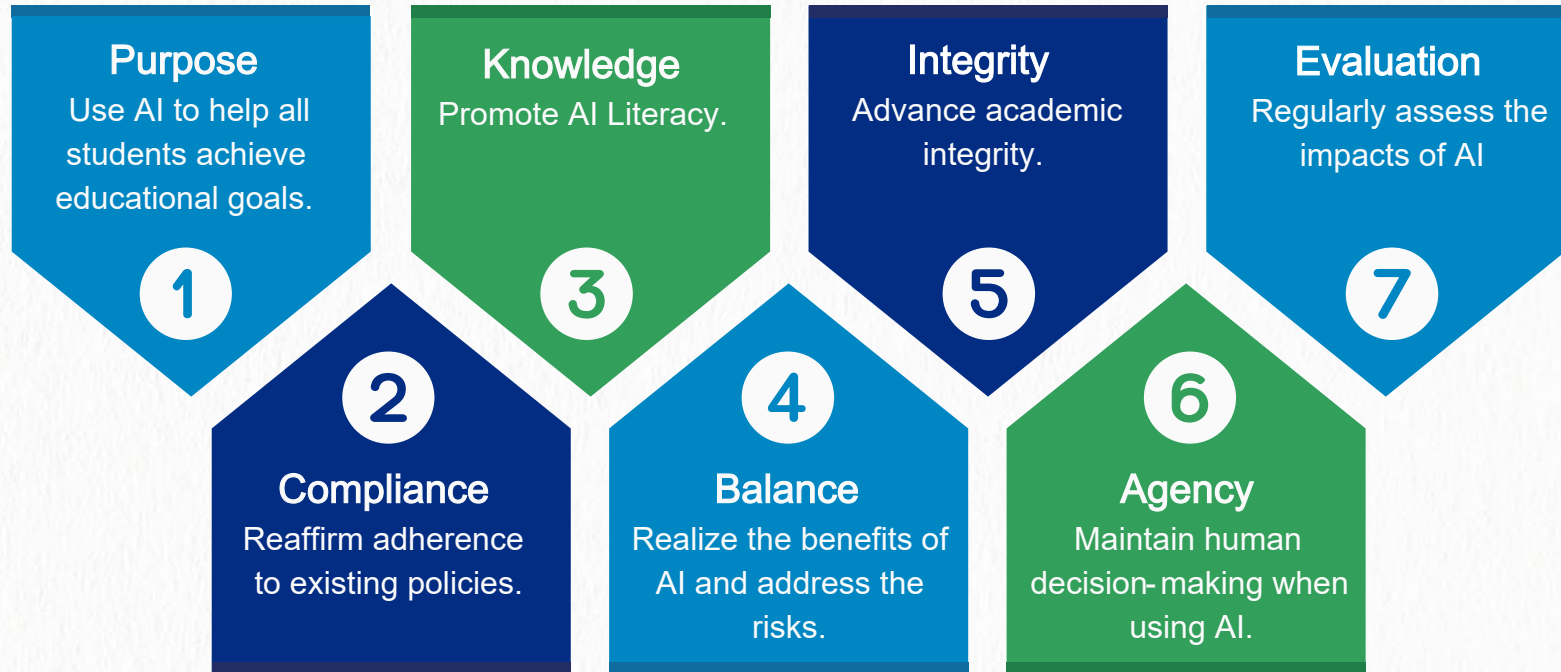 Purpose
Use AI to help all
students achieve
educational goals.
1
2
Compliance
Reaffirm adherence
to existing policies.
Knowledge
Promote AI Literacy.
3
4
Balance
Realize the benefits of
AI and address the
risks.
Integrity
Advance academic
integrity.
5
6
Agency
Maintain human
decision-making when
using AI.
Evaluation
Regularly assess the
impacts of AI
7